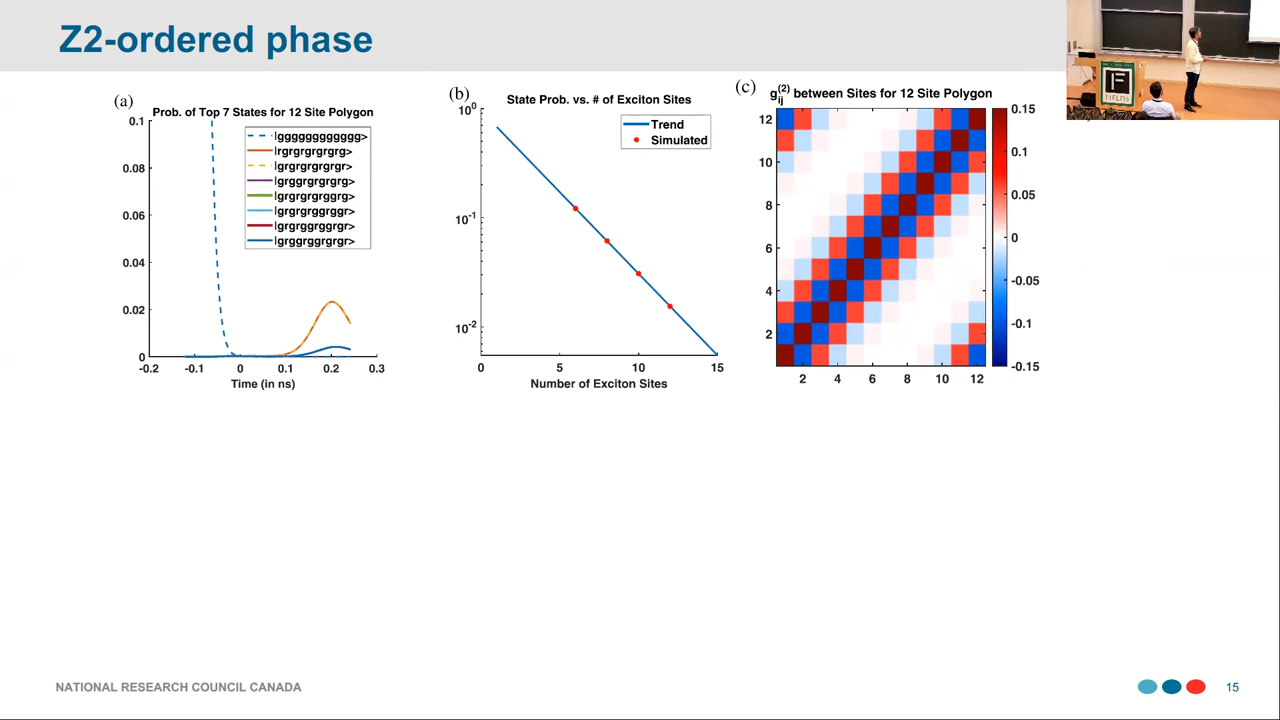 Z2-ordered phase
(a)
Prob. of Top 7 States for 12 Site Polygon
0.1
0.08
0.06
0.04
0.02
0
-0.2
-0.1
0
0.1
0.2
0.3
Time (in ns)
|gggggggggggg>
|rgrgrgrgrgrg>
|grgrgrgrgrgr>
|grggrgrgrgrg>
|grgrgrgrggrg>
|grgrgrggrggr>
|grgrggrgrgr>
|grggrggrgrgr>
(b)
State Prob. vs. # of Exciton Sites
10⁰
10⁻¹
10⁻²
0
5
10
15
Number of Exciton Sites
Trend
Simulated
(c)
g⁽²⁾ij between Sites for 12 Site Polygon
12
10
8
6
4
2
2
4
6
8
10
12
0.15
0.1
0.05
0
-0.05
-0.1
-0.15
FIELDS
NATIONAL RESEARCH COUNCIL CANADA
15